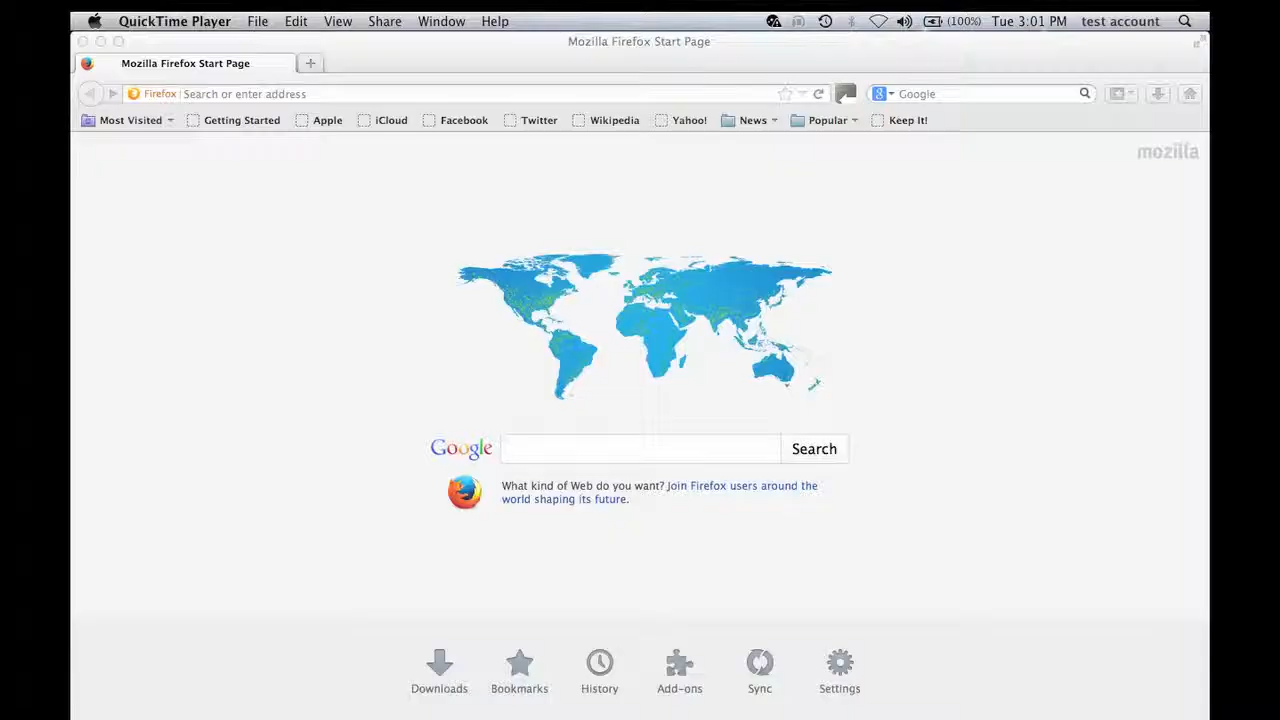 QuickTime Player File Edit View Share Window Help (100%) Tue 3:01 PM test account
Mozilla Firefox Start Page
Mozilla Firefox Start Page
Firefox Search or enter address Google
Most Visited Getting Started Apple iCloud Facebook Twitter Wikipedia Yahoo! News Popular Keep It!
mozilla
Google Search
What kind of Web do you want? Join Firefox users around the
world shaping its future.
Downloads Bookmarks History Add-ons Sync Settings